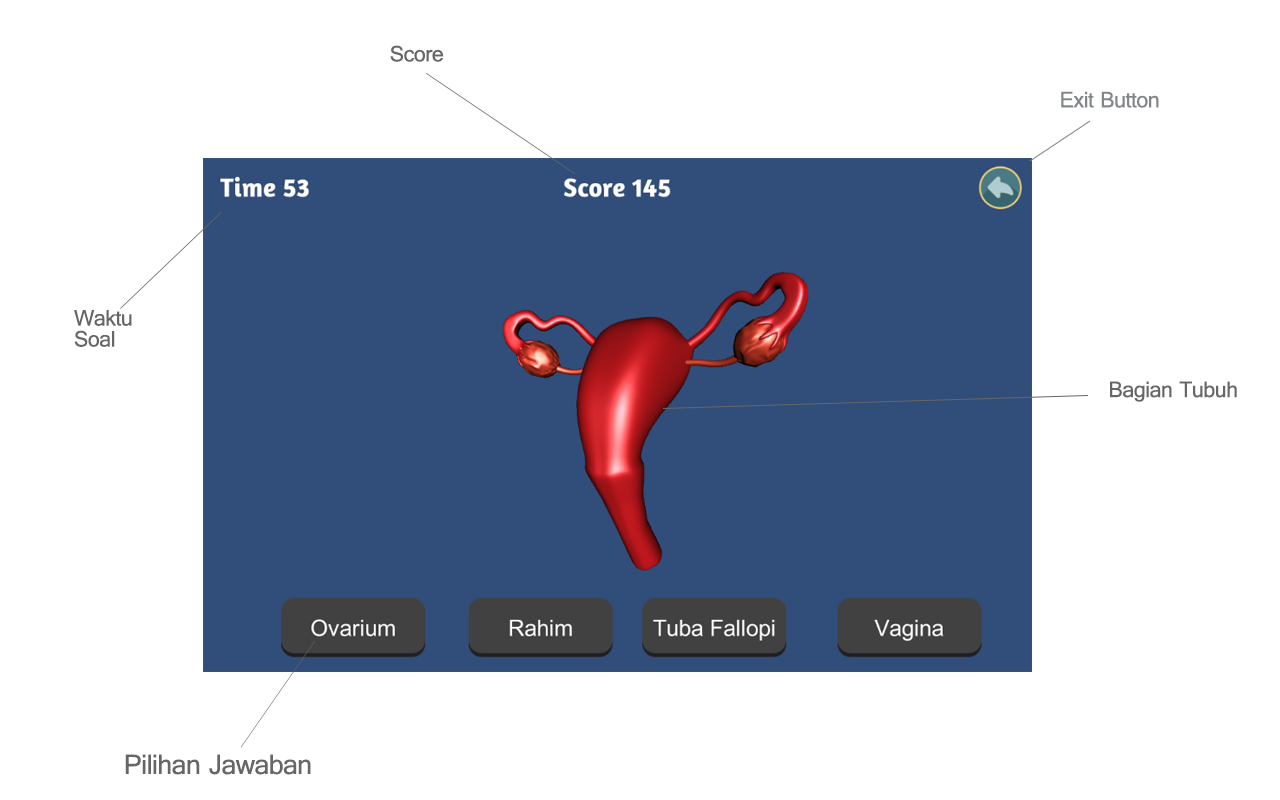 Score
Exit Button
Time 53
Score 145
Waktu
Soal
Bagian Tubuh
Ovarium
Rahim
Tuba Fallopi
Vagina
Pilihan Jawaban